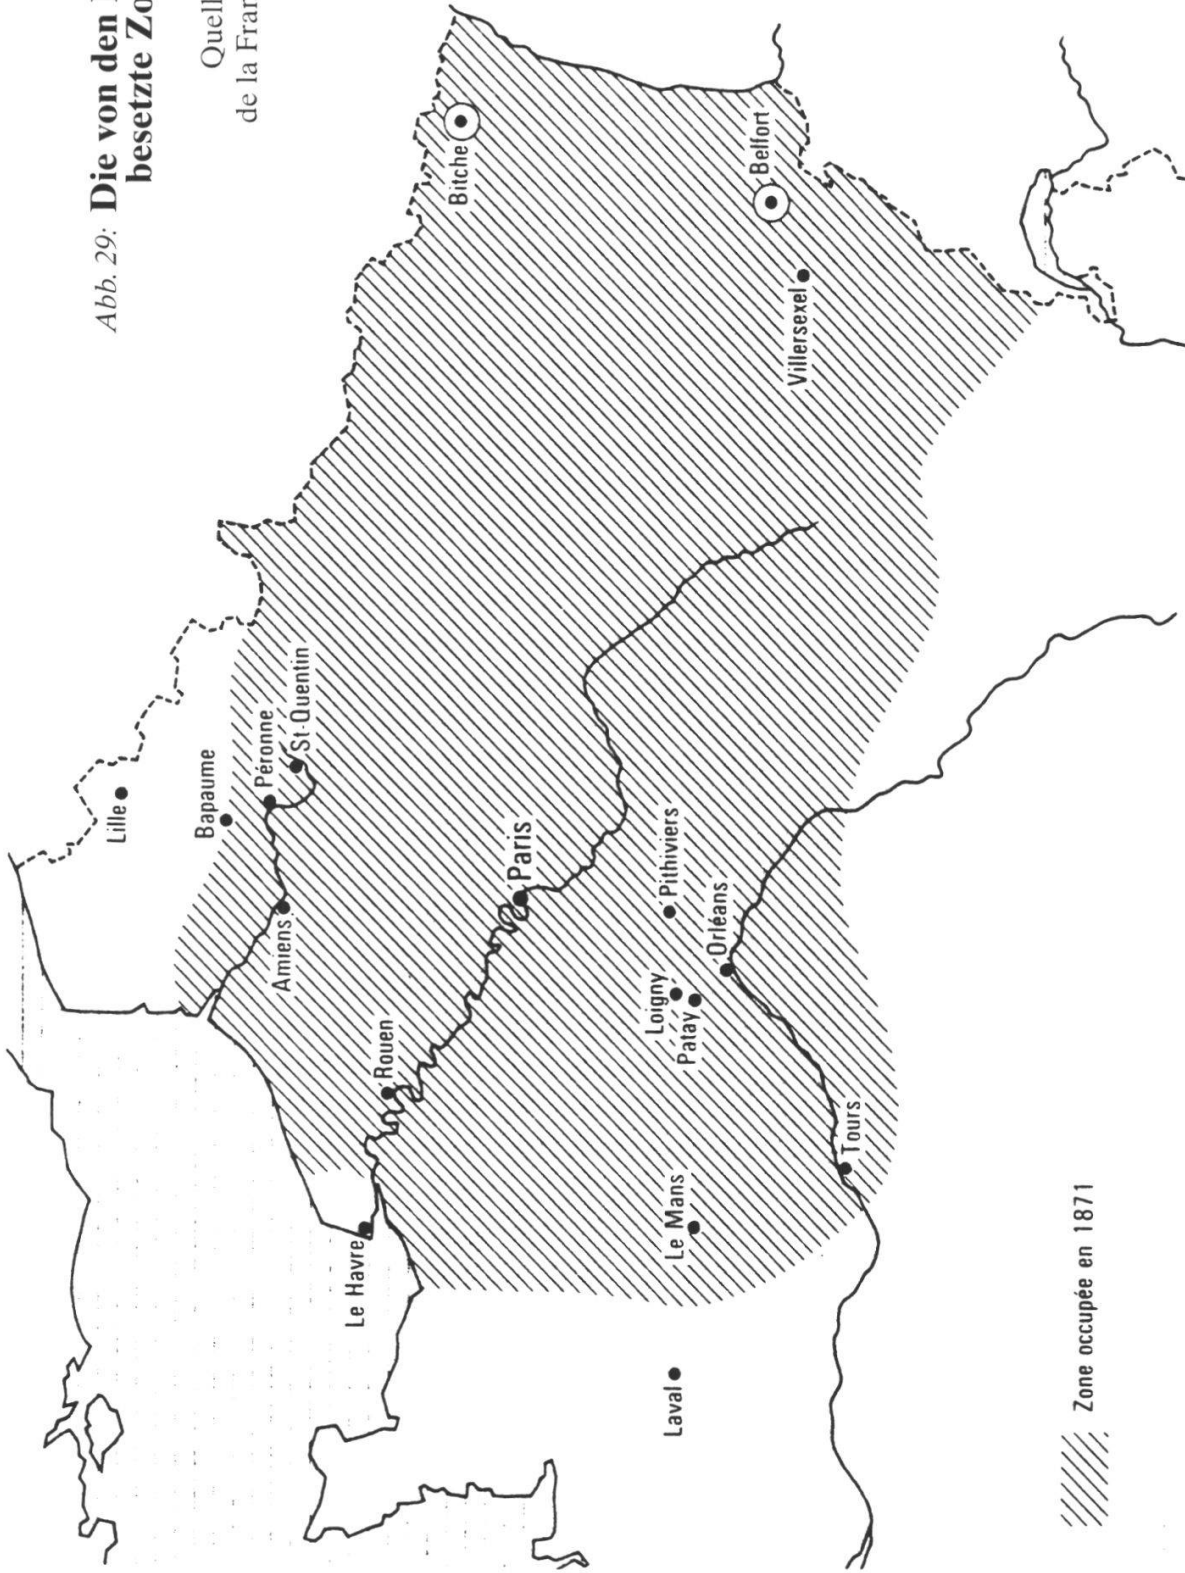 Abb. 29: Die von den
besetzte
Quell
de la Fran
Bitche
Belfort
Villersexel
Lille
Bapaume
Péronne
St-Quentin
Amiens
Paris
Pithiviers
Orléans
Loigny
Patay
Rouen
Le Havre
Le Mans
Tours
Laval
Zone occupée en 1871